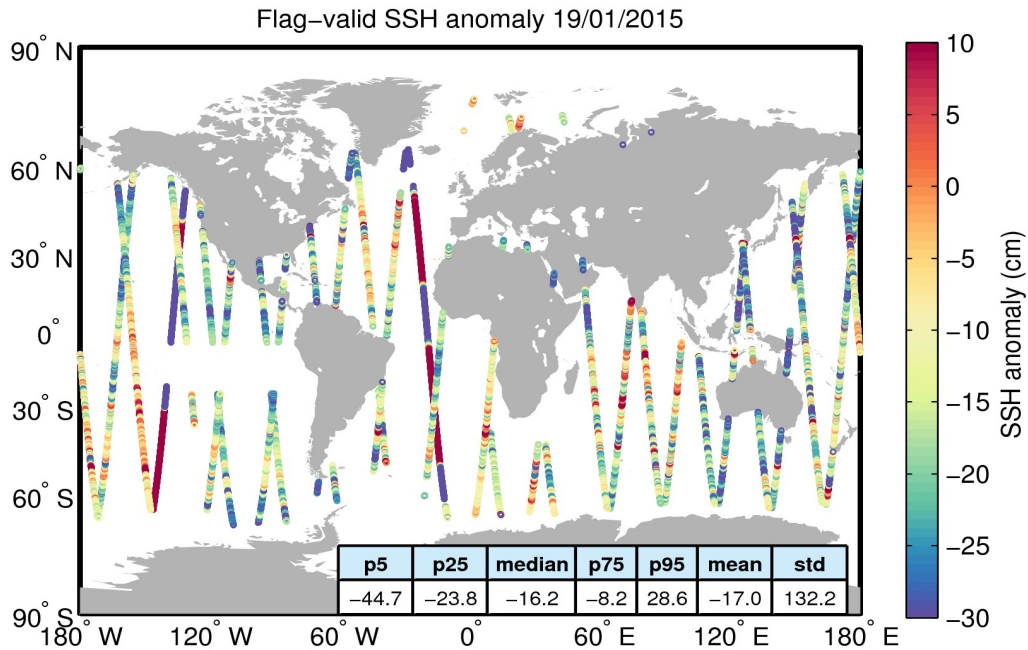 Flag−valid SSH anomaly 19/01/2015
90° N
60° N
30° N
0°
30° S
60° S
90° S
180° W
120° W
60° W
0°
60° E
120° E
180° E
p5 p25 median p75 p95 mean std
−44.7 −23.8 −16.2 −8.2 28.6 −17.0 132.2
10
5
0
−5
−10
−15
−20
−25
−30
SSH anomaly (cm)